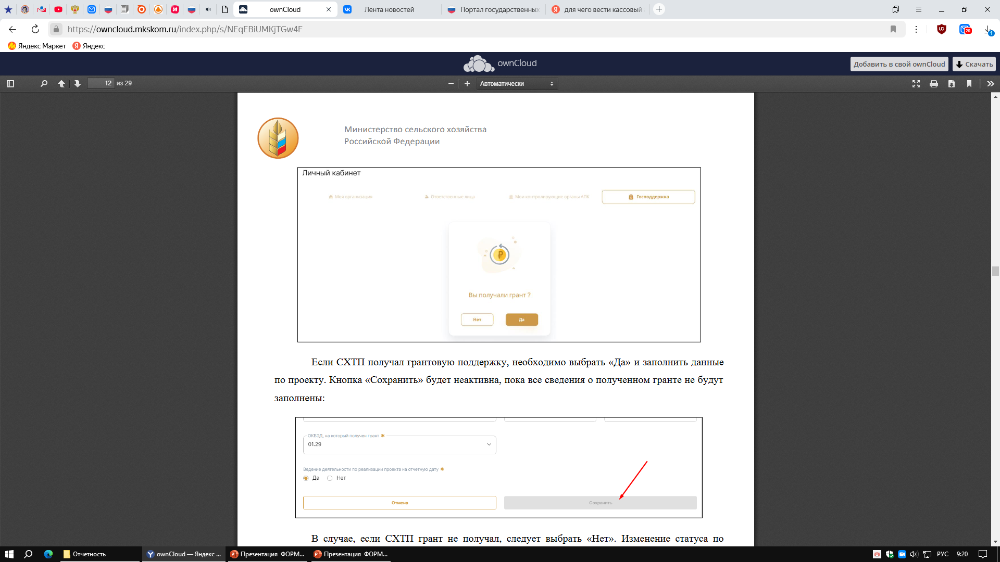 ownCloud
Лента новостей
Портал государственных
для чего вести кассовый
https://owncloud.mkskom.ru/index.php/s/NEqEBiUMKjTGw4F
20
1
Яндекс Маркет
Яндекс
ownCloud
Добавить в свой ownCloud
Скачать
12 из 29
Автоматически
Министерство сельского хозяйства
Российской Федерации
Личный кабинет
Моя организация
Ответственные лица
Мои контролирующие органы АПК
Господдержка
Вы получали грант ?
Нет
Да
Если СХТП получал грантовую поддержку, необходимо выбрать «Да» и заполнить данные
по проекту. Кнопка «Сохранить» будет неактивна, пока все сведения о полученном гранте не будут
заполнены:
ОКВЭД, на который получен грант *
01.29
Ведение деятельности по реализации проекта на отчетную дату *
Да
Нет
Отмена
Сохранить
В случае, если СХТП грант не получал, следует выбрать «Нет». Изменение статуса по
Отчетность
ownCloud — Яндекс ...
Презентация ФОРМ...
Презентация ФОРМ...
РУС
9:20